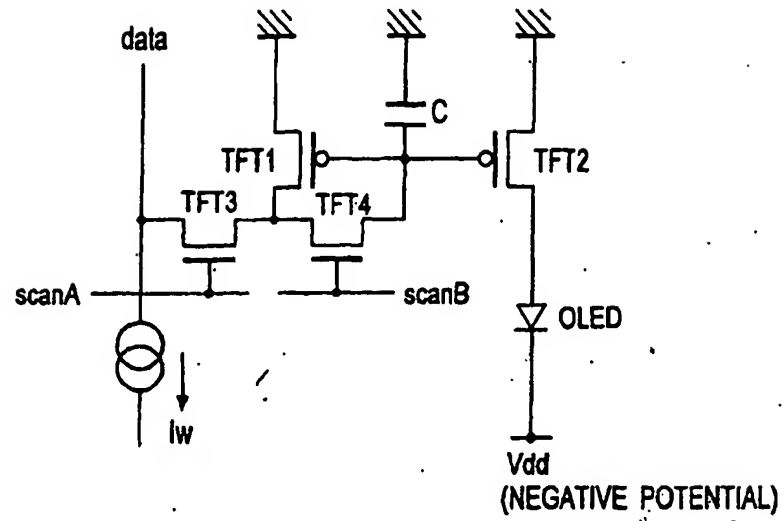 data
C
TFT1
TFT2
TFT3
TFT4
scanA
scanB
OLED
Iw
Vdd
(NEGATIVE POTENTIAL)